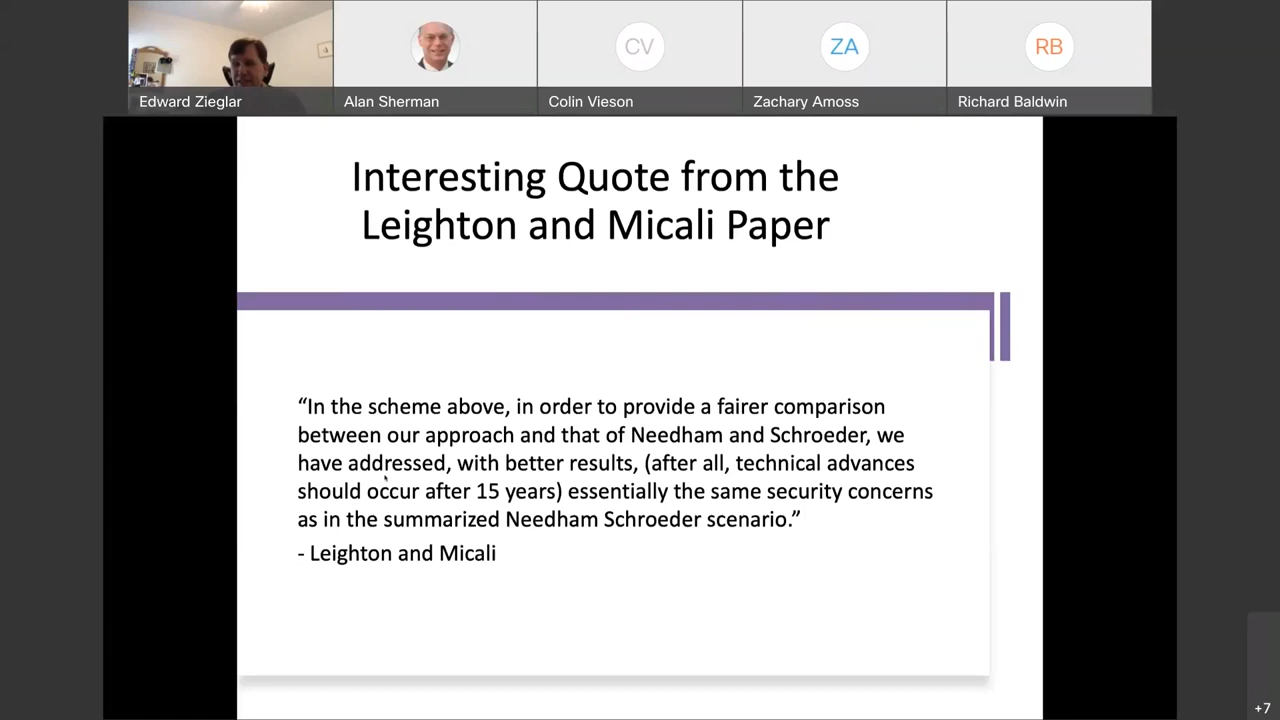 Edward Zieglar
Alan Sherman
CV
Colin Vieson
ZA
Zachary Amoss
RB
Richard Baldwin
Interesting Quote from the
Leighton and Micali Paper
“In the scheme above, in order to provide a fairer comparison
between our approach and that of Needham and Schroeder, we
have addressed, with better results, (after all, technical advances
should occur after 15 years) essentially the same security concerns
as in the summarized Needham Schroeder scenario.”
- Leighton and Micali
+7